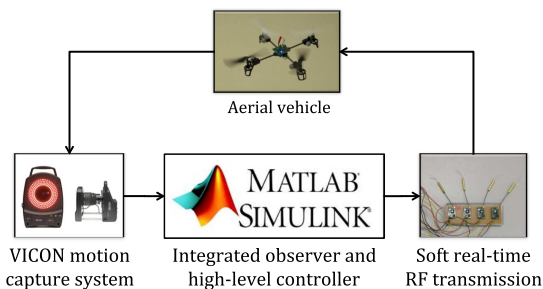 Aerial vehicle
MATLAB®
SIMULINK®
VICON motion
capture system
Integrated observer and
high-level controller
Soft real-time
RF transmission